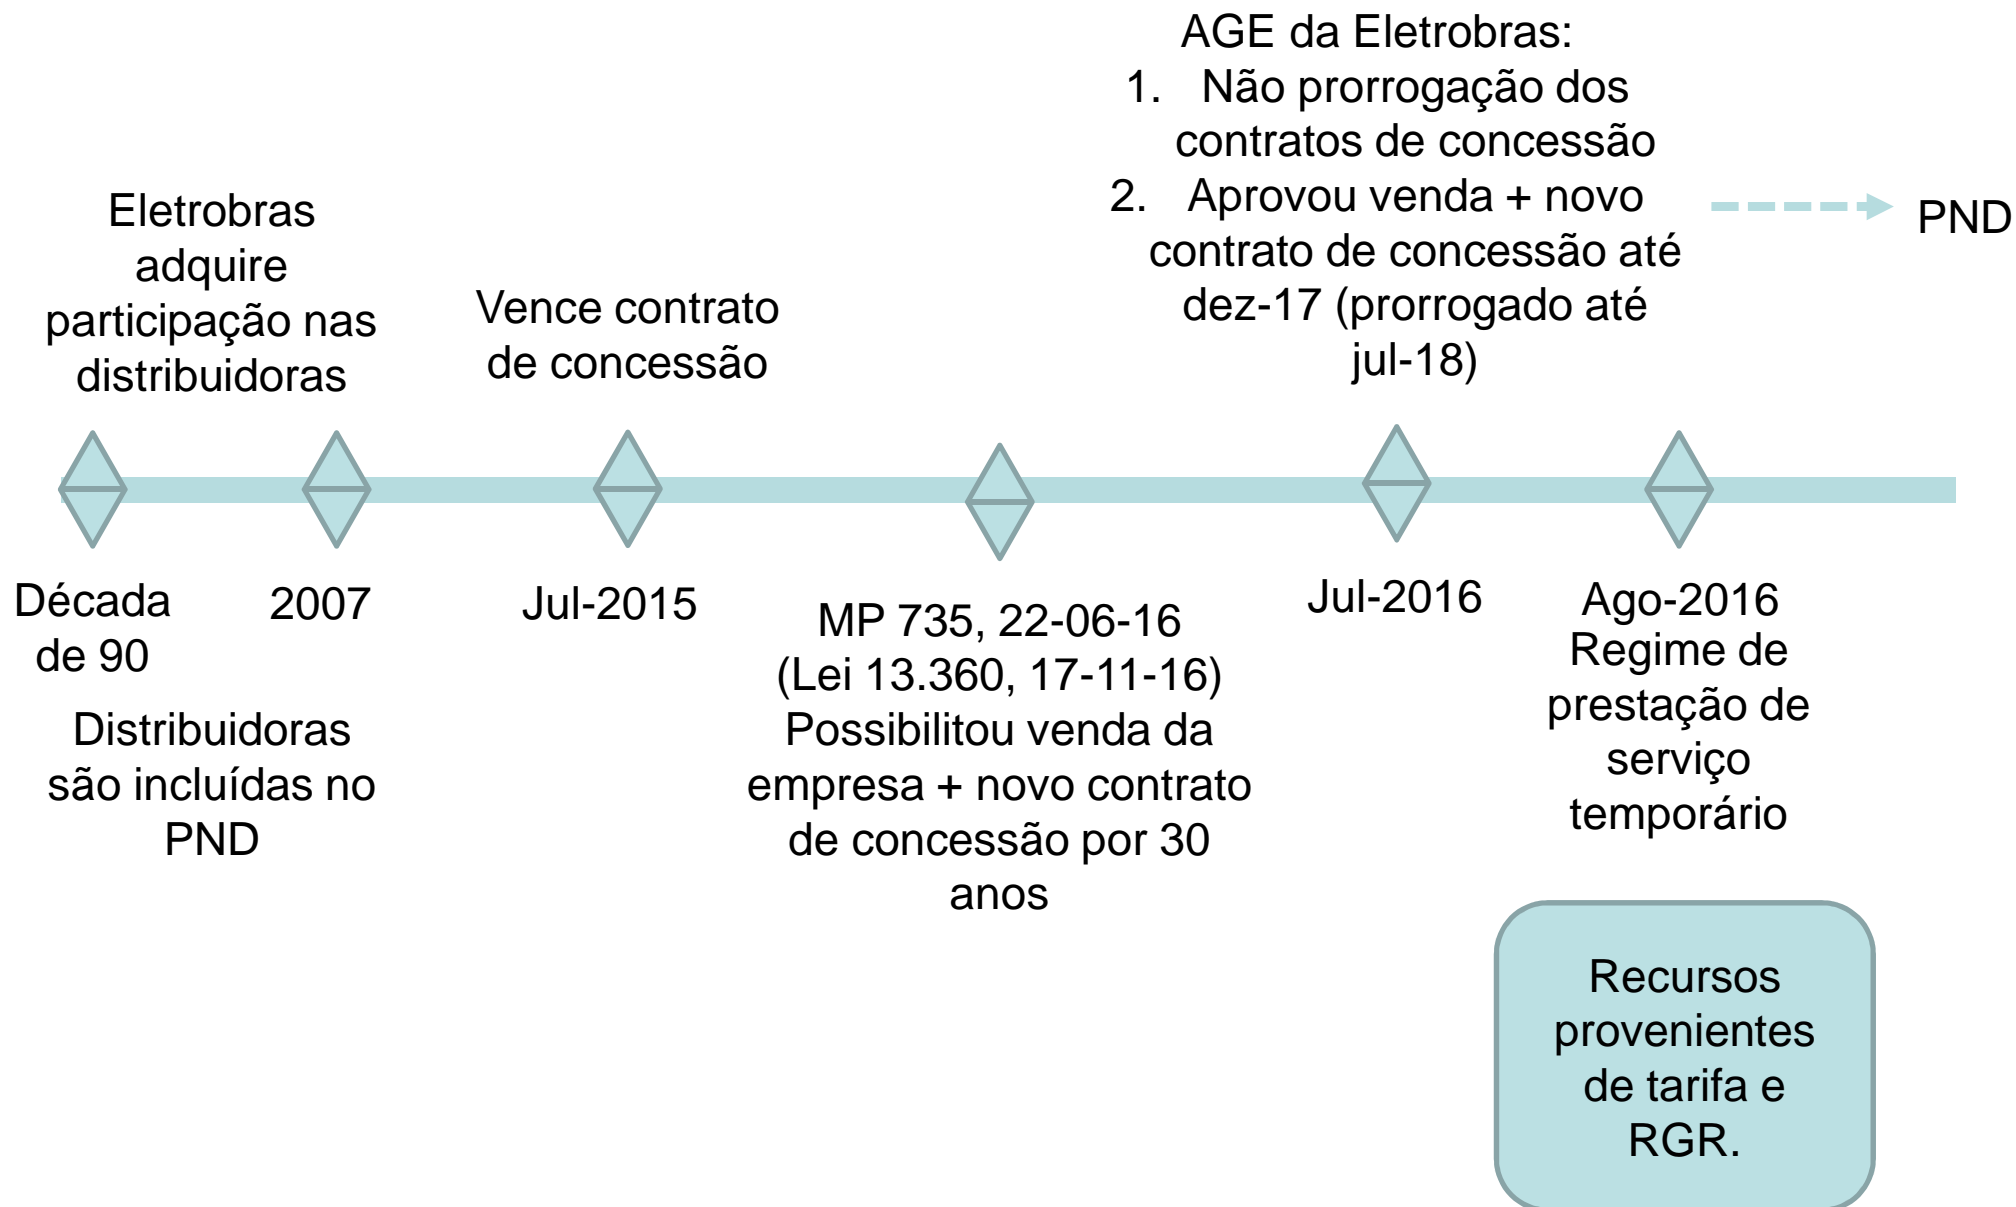 AGE da Eletrobras:
1. Não prorrogação dos
contratos de concessão
2. Aprovou venda + novo
contrato de concessão até
dez-17 (prorrogado até
jul-18)
PND
Eletrobras
adquire
participação nas
distribuidoras
Vence contrato
de concessão
Década
de 90
2007
Jul-2015
Distribuidoras
são incluídas no
PND
MP 735, 22-06-16
(Lei 13.360, 17-11-16)
Possibilitou venda da
empresa + novo contrato
de concessão por 30
anos
Jul-2016
Ago-2016
Regime de
prestação de
serviço
temporário
Recursos
provenientes
de tarifa e
RGR.